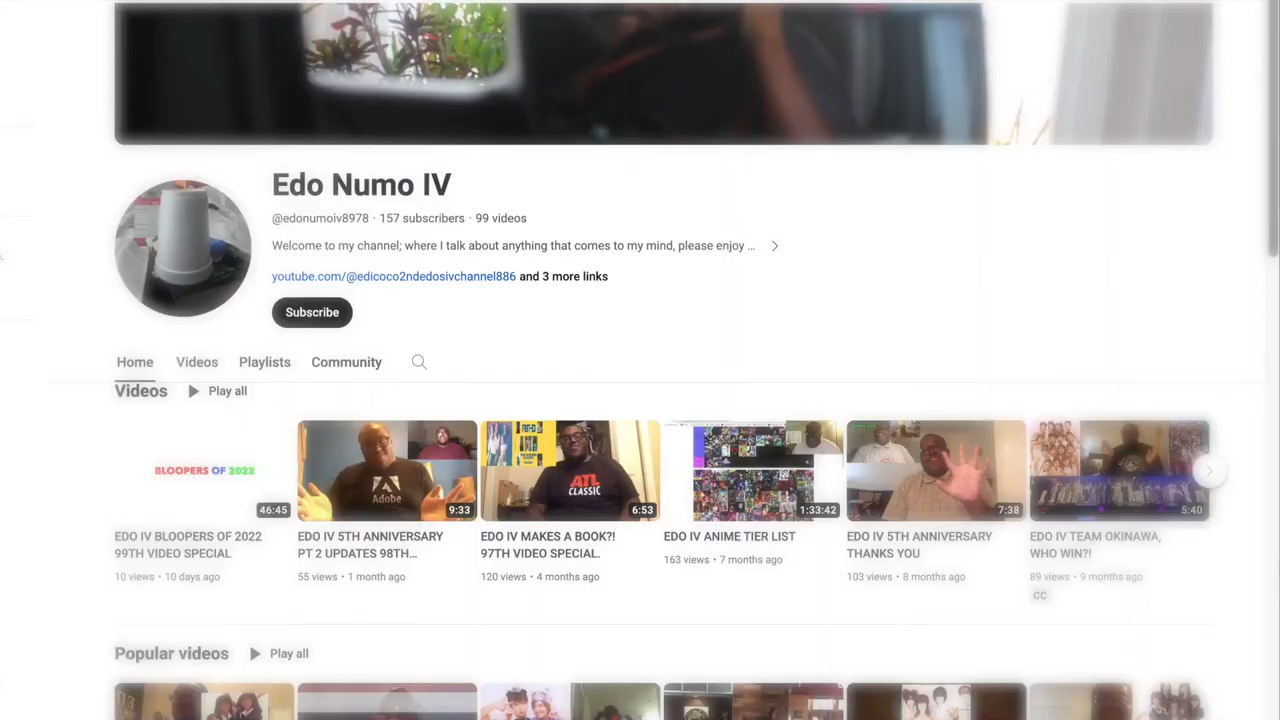 Edo Numo IV
@edonumoiv8978 · 157 subscribers · 99 videos
Welcome to my channel; where I talk about anything that comes to my mind, please enjoy ...
youtube.com/@edicoco2ndedosivchannel886 and 3 more links
Subscribe
Home Videos Playlists Community
Videos Play all
BLOOPERS OF 2022
46:45
Adobe
9:33
ATL
CLASSIC
6:53
1:33:42
7:38
5:40
EDO IV BLOOPERS OF 2022
99TH VIDEO SPECIAL
10 views • 10 days ago
EDO IV 5TH ANNIVERSARY
PT 2 UPDATES 98TH...
55 views • 1 month ago
EDO IV MAKES A BOOK?!
97TH VIDEO SPECIAL.
120 views • 4 months ago
EDO IV ANIME TIER LIST
163 views • 7 months ago
EDO IV 5TH ANNIVERSARY
THANK YOU
103 views • 8 months ago
EDO IV TEAM OKINAWA,
WHO WIN?!
89 views • 9 months ago
CC
Popular videos Play all